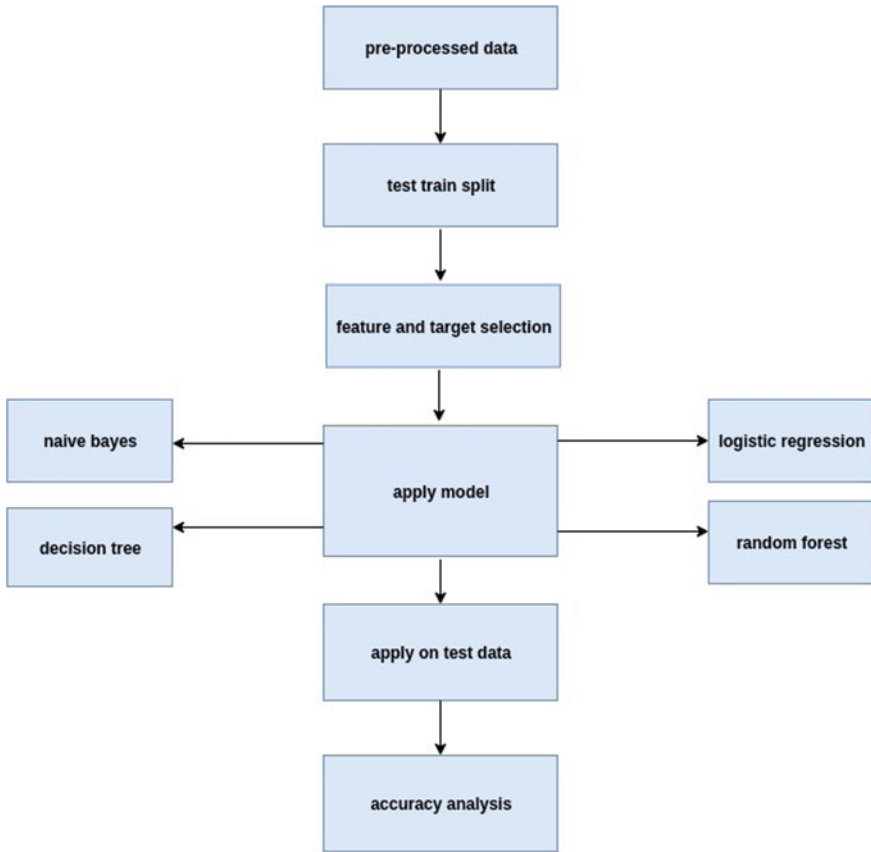 pre-processed data
test train split
feature and target selection
naive bayes
logistic regression
apply model
decision tree
random forest
apply on test data
accuracy analysis